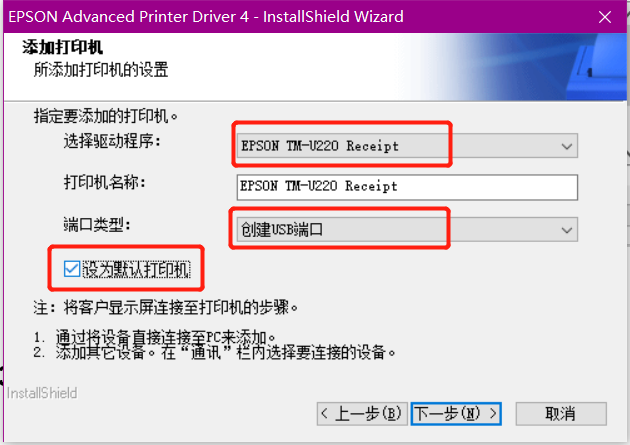 EPSON Advanced Printer Driver 4 - InstallShield Wizard
添加打印机
所添加打印机的设置
指定要添加的打印机。
选择驱动程序:
EPSON TM-U220 Receipt
打印机名称:
EPSON TM-U220 Receipt
端口类型:
创建USB端口
设为默认打印机
注: 将客户显示屏连接至打印机的步骤。
1. 通过将设备直接连接至PC来添加。
2. 添加其它设备。在“通讯”栏内选择要连接的设备。
InstallShield
< 上一步(B) 下一步(N) > 取消